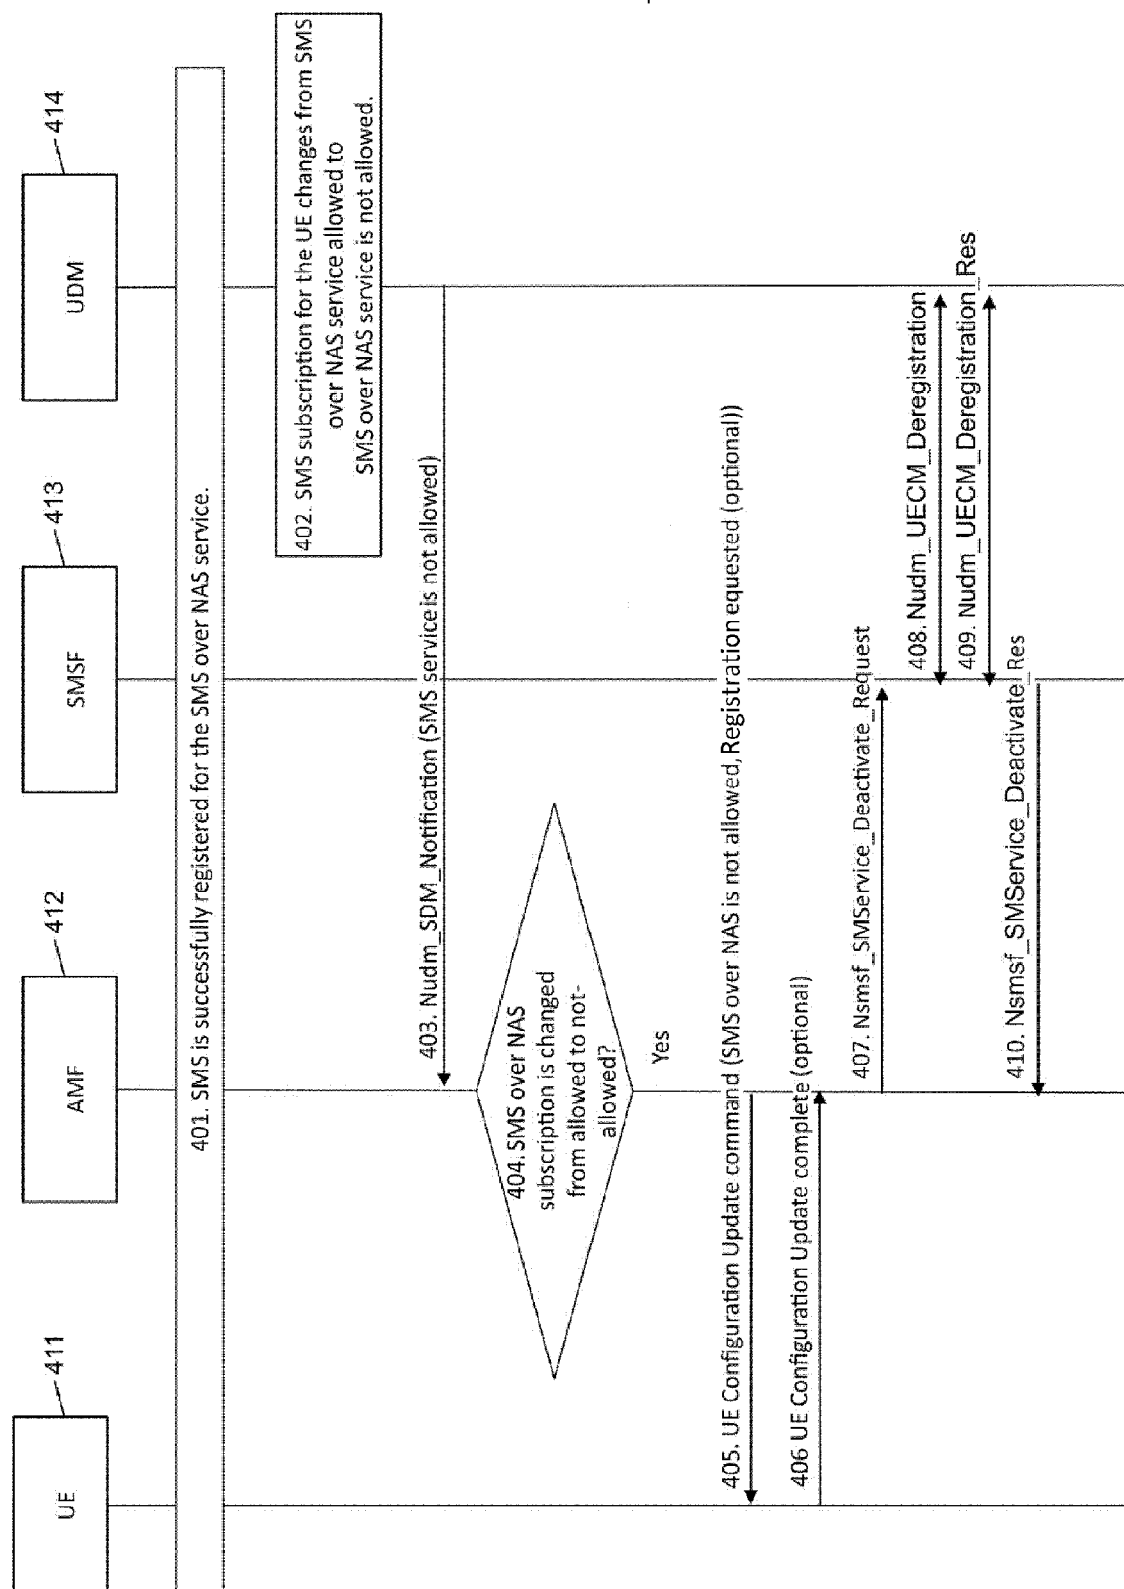 UE
411
AMF
412
SMSF
413
UDM
414
401. SMS is successfully registered for the SMS over NAS service.
402. SMS subscription for the UE changes from SMS
over NAS service allowed to
SMS over NAS service is not allowed.
403. Nudm_SDM_Notification (SMS service is not allowed)
404. SMS over NAS
subscription is changed
from allowed to not-
allowed?
Yes
405. UE Configuration Update command (SMS over NAS is not allowed, Registration equested (optional))
406 UE Configuration Update complete (optional)
407. Nsmsf_SMService_Deactivate_Request
408. Nudm_UECM_Deregistration
409. Nudm_UECM_Deregistration_Res
410. Nsmsf_SMService_Deactivate_Res